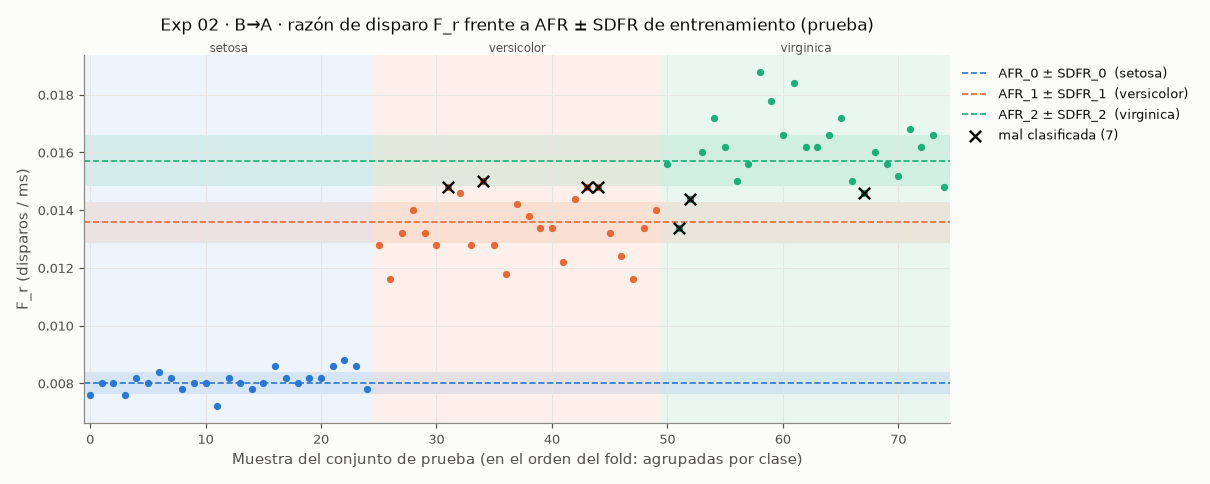 Exp 02 · B→A · razón de disparo F_r frente a AFR ± SDFR de entrenamiento (prueba)
setosa
versicolor
virginica
AFR_0 ± SDFR_0 (setosa)
AFR_1 ± SDFR_1 (versicolor)
AFR_2 ± SDFR_2 (virginica)
mal clasificada (7)
F_r (disparos / ms)
0.018
0.016
0.014
0.012
0.010
0.008
0
10
20
30
40
50
60
70
Muestra del conjunto de prueba (en el orden del fold: agrupadas por clase)